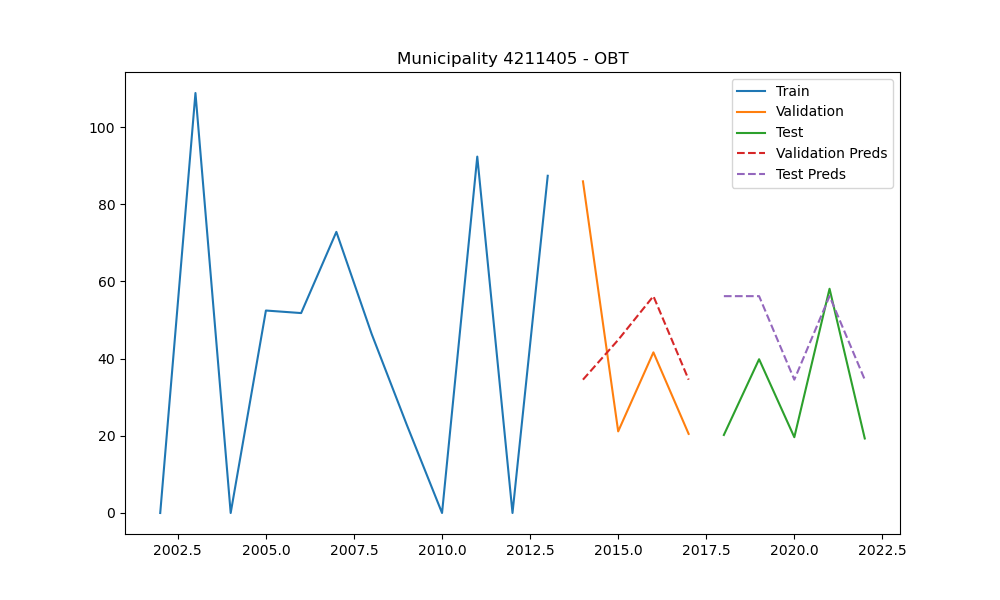 Municipality 4211405 - OBT
Train
Validation
Test
Validation Preds
Test Preds
100
80
60
40
20
0
2002.5 2005.0 2007.5 2010.0 2012.5 2015.0 2017.5 2020.0 2022.5